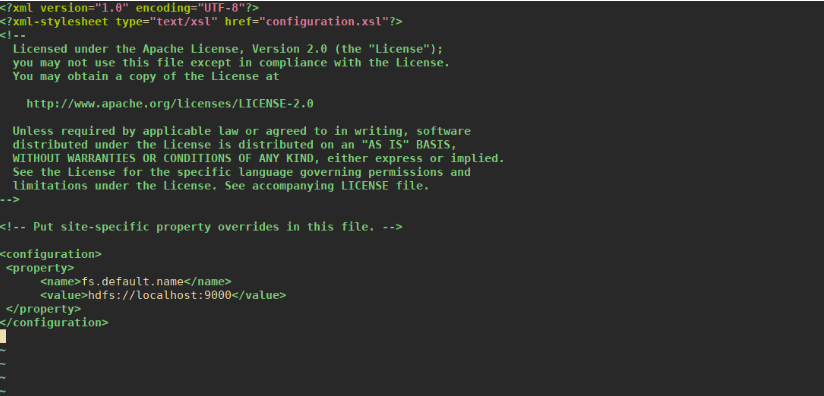 <?xml version="1.0" encoding="UTF-8"?>
<?xml-stylesheet type="text/xsl" href="configuration.xsl"?>
<!--
  Licensed under the Apache License, Version 2.0 (the "License");
  you may not use this file except in compliance with the License.
  You may obtain a copy of the License at

    http://www.apache.org/licenses/LICENSE-2.0

  Unless required by applicable law or agreed to in writing, software
  distributed under the License is distributed on an "AS IS" BASIS,
  WITHOUT WARRANTIES OR CONDITIONS OF ANY KIND, either express or implied.
  See the License for the specific language governing permissions and
  limitations under the License. See accompanying LICENSE file.
-->

<!-- Put site-specific property overrides in this file. -->

<configuration>
 <property>
      <name>fs.default.name</name>
      <value>hdfs://localhost:9000</value>
 </property>
</configuration>

~
~
~
~